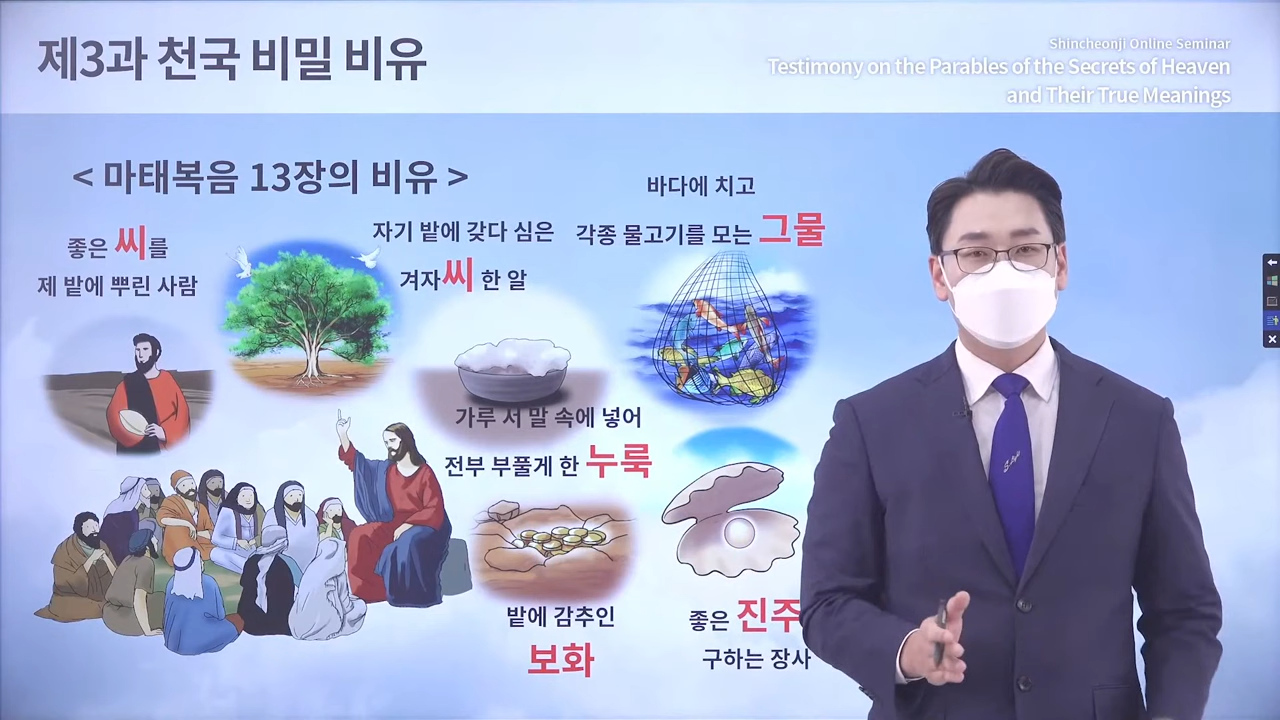 제3과 천국 비밀 비유
Shincheonji Online Seminar
Testimony on the Parables of the Secrets of Heaven
and Their True Meanings
< 마태복음 13장의 비유 >
좋은 씨를
제 밭에 뿌린 사람
자기 밭에 갖다 심은
겨자씨 한 알
바다에 치고
각종 물고기를 모는 그물
가루 서 말 속에 넣어
전부 부풀게 한 누룩
밭에 감추인
보화
좋은 진주
구하는 장사